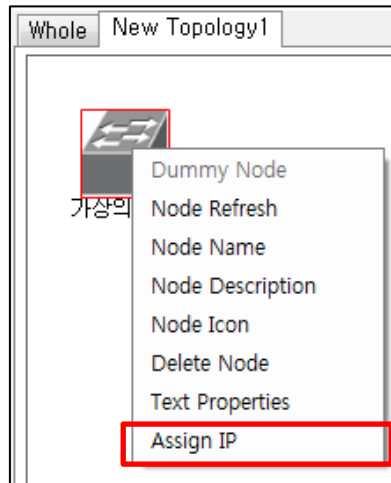 Whole New Topology1
가상의
Dummy Node
Node Refresh
Node Name
Node Description
Node Icon
Delete Node
Text Properties
Assign IP